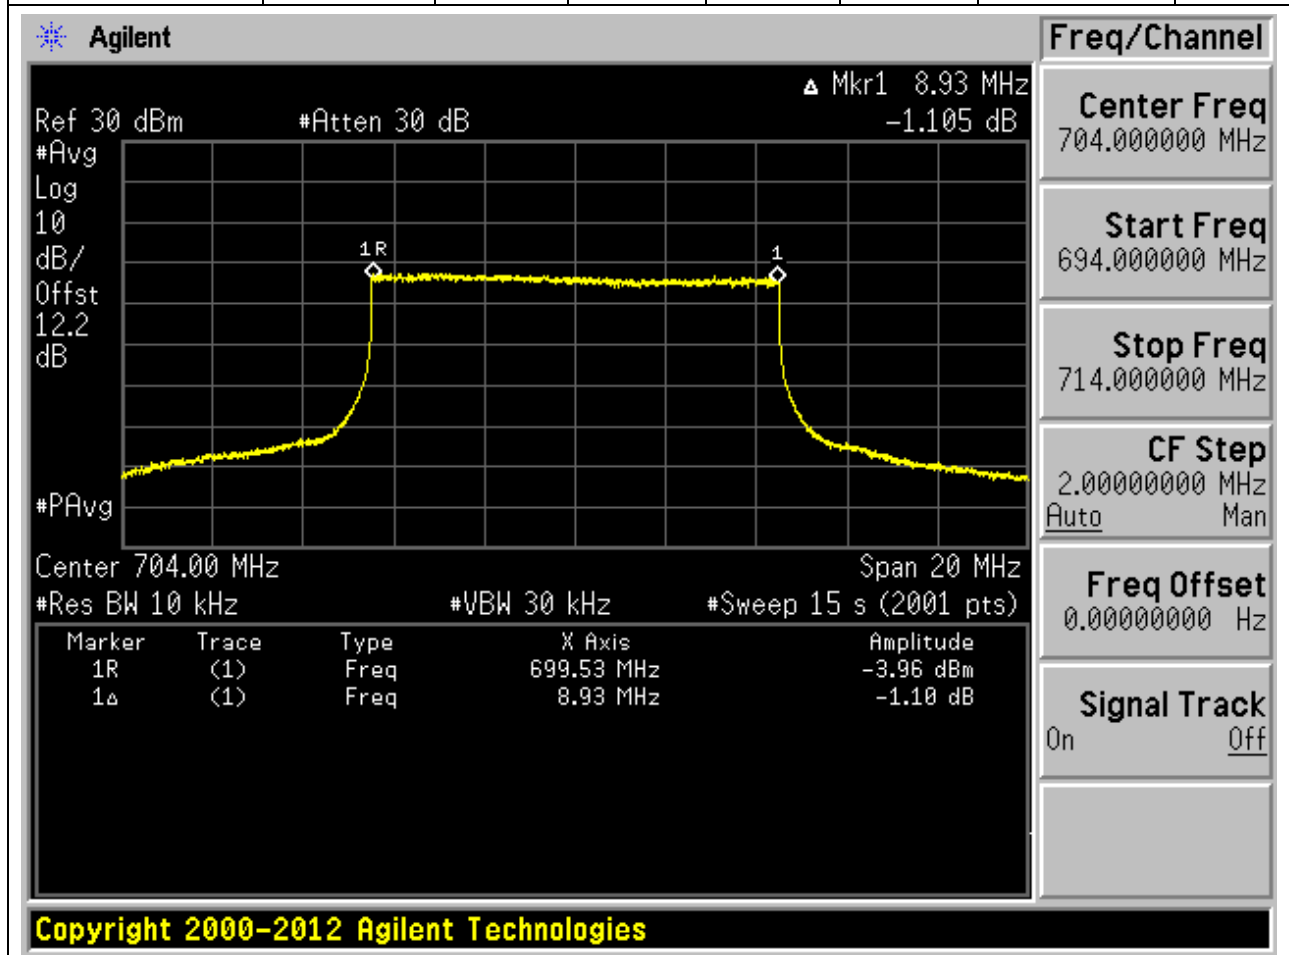 Agilent
Freq/Channel
▵ Mkr1 8.93 MHz
Ref 30 dBm #Atten 30 dB -1.105 dB
#Avg
Log
10
dB/
Offst
12.2
dB
1R
1
#PAvg
Center 704.00 MHz Span 20 MHz
#Res BW 10 kHz #VBW 30 kHz #Sweep 15 s (2001 pts)
Marker Trace Type X Axis Amplitude
1R (1) Freq 699.53 MHz -3.96 dBm
1▵ (1) Freq 8.93 MHz -1.10 dB
Center Freq
704.000000 MHz
Start Freq
694.000000 MHz
Stop Freq
714.000000 MHz
CF Step
2.00000000 MHz
Auto Man
Freq Offset
0.00000000 Hz
Signal Track
On Off
Copyright 2000-2012 Agilent Technologies